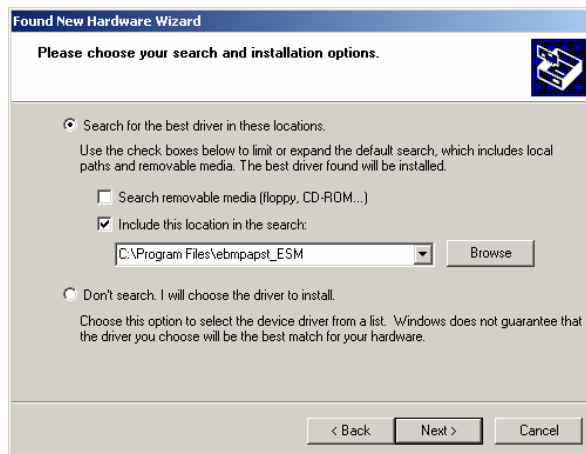 Found New Hardware Wizard
Please choose your search and installation options.
Search for the best driver in these locations.
Use the check boxes below to limit or expand the default search, which includes local
paths and removable media. The best driver found will be installed.
Search removable media (floppy, CD-ROM...)
Include this location in the search:
C:\Program Files\ebmpapst_ESM
Browse
Don't search. I will choose the driver to install.
Choose this option to select the device driver from a list. Windows does not guarantee that
the driver you choose will be the best match for your hardware.
< Back Next > Cancel